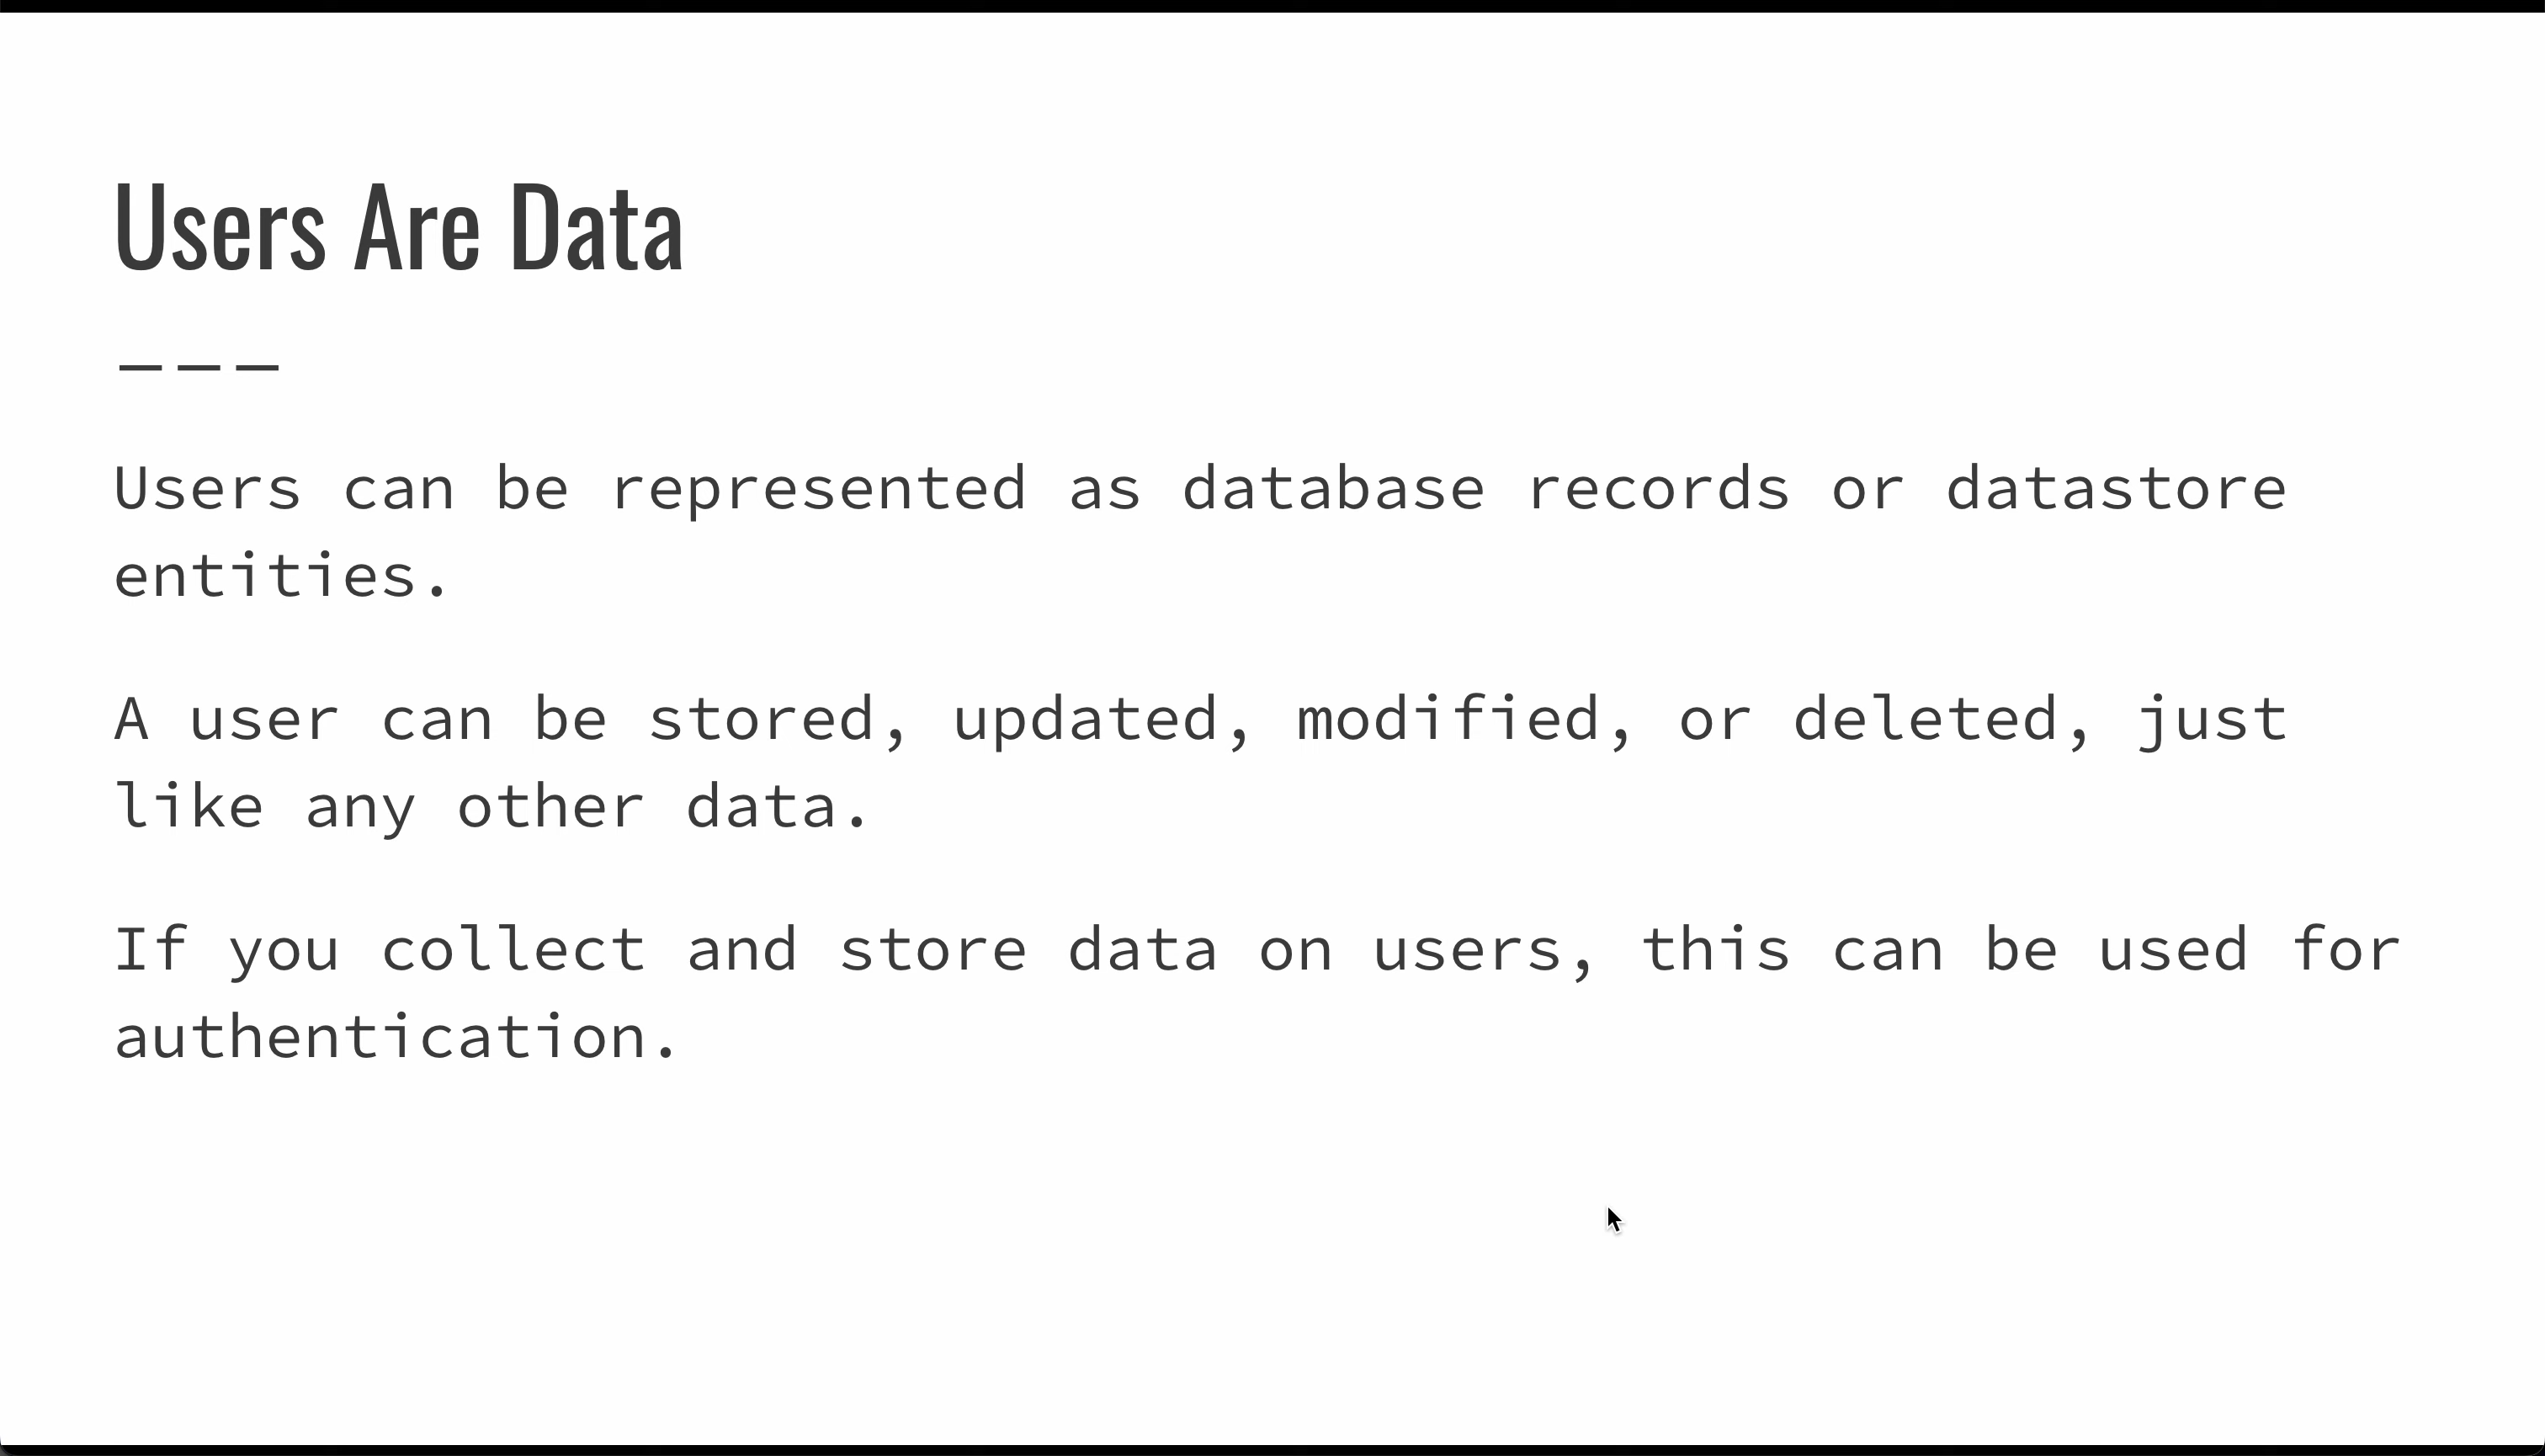 Users Are Data
———
Users can be represented as database records or datastore
entities.
A user can be stored, updated, modified, or deleted, just
like any other data.
If you collect and store data on users, this can be used for
authentication.